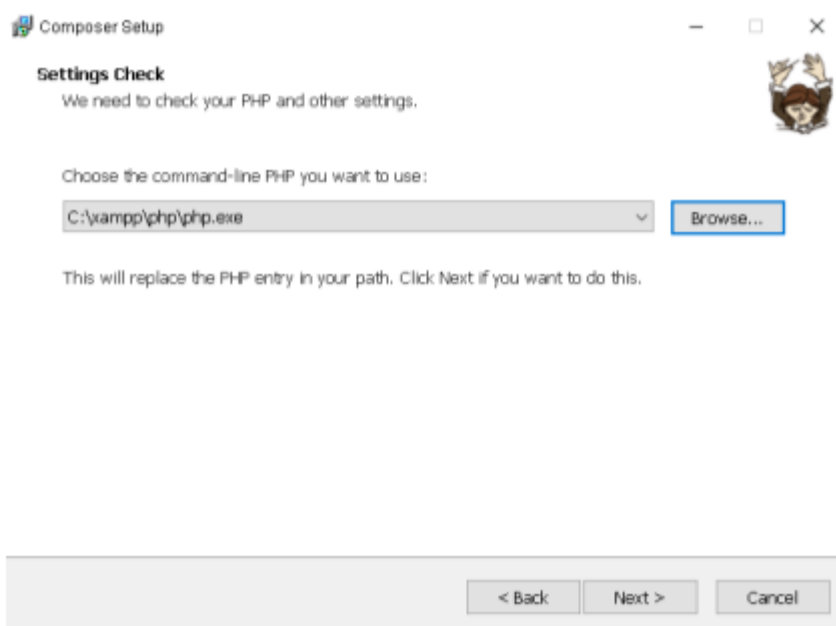 Composer Setup
Settings Check
We need to check your PHP and other settings.
Choose the command-line PHP you want to use:
C:\xampp\php\php.exe
Browse...
This will replace the PHP entry in your path. Click Next if you want to do this.
< Back
Next >
Cancel